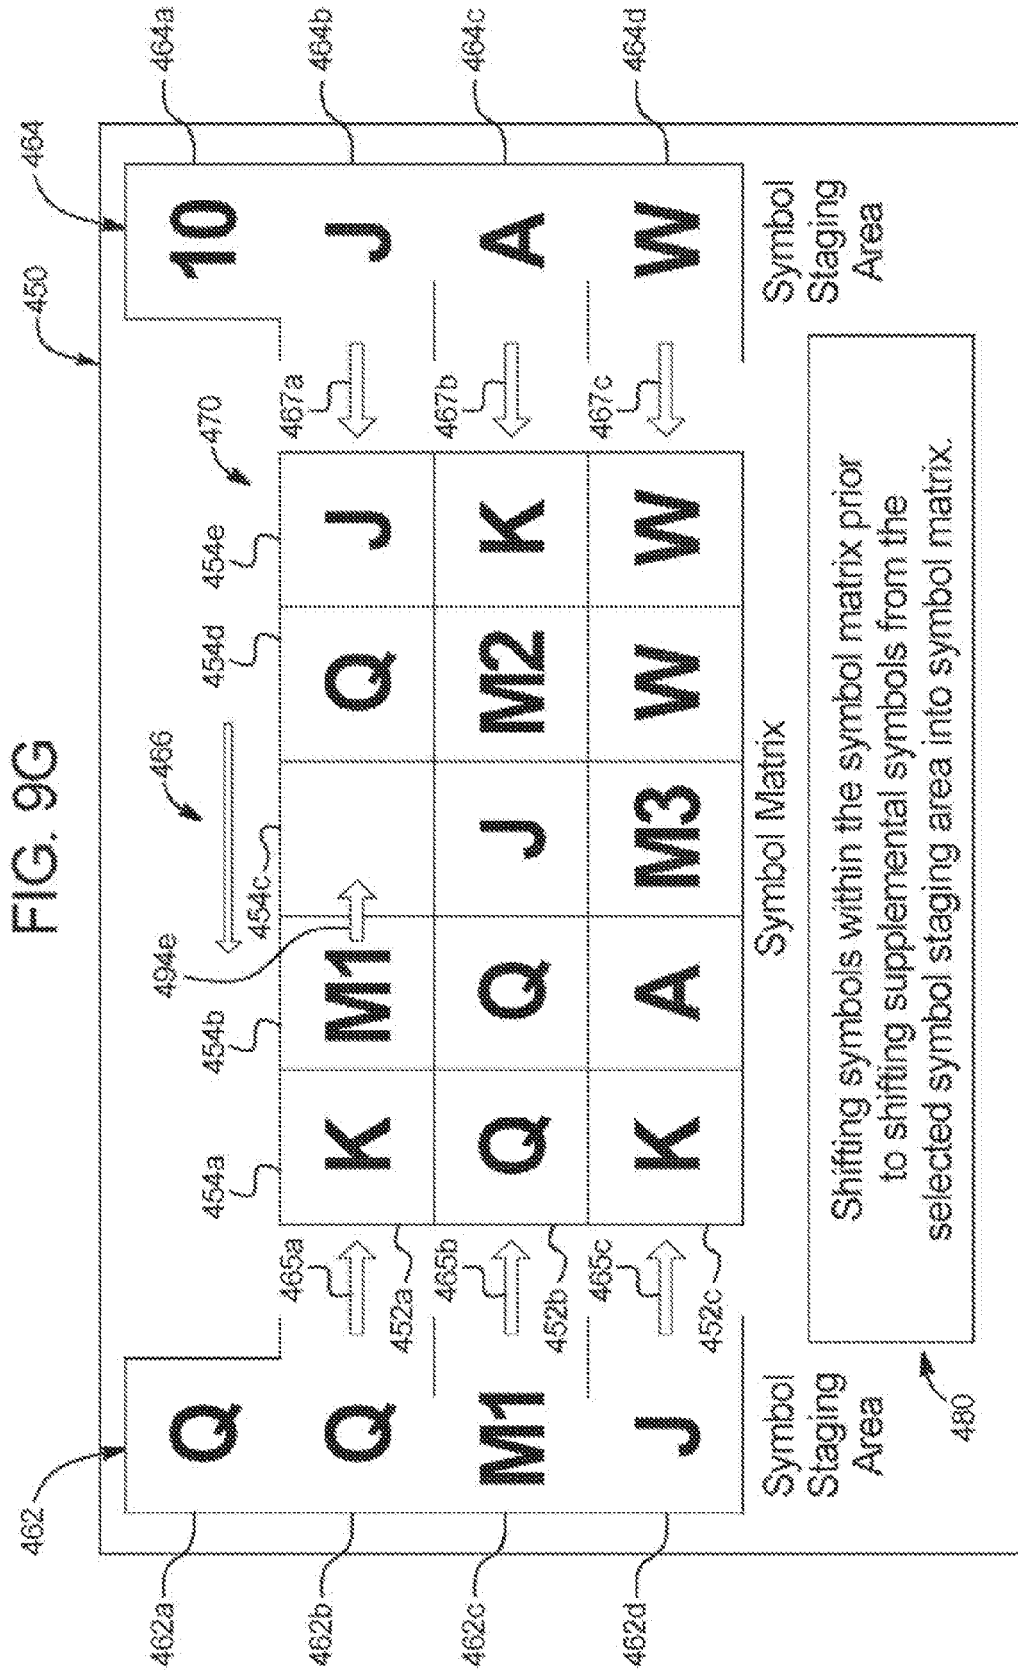 FIG. 9G
450
462
464
466
470
454a
454b
454c
454d
454e
494e
462a
Q
10
464a
462b
Q
465a
K
M1
Q
J
467a
J
464b
452a
462c
M1
465b
Q
Q
J
M2
K
467b
A
464c
452b
462d
J
465c
K
A
M3
W
W
467c
W
464d
452c
Symbol
Staging
Area
Symbol Matrix
Symbol
Staging
Area
Shifting symbols within the symbol matrix prior
to shifting supplemental symbols from the
selected symbol staging area into symbol matrix.
480